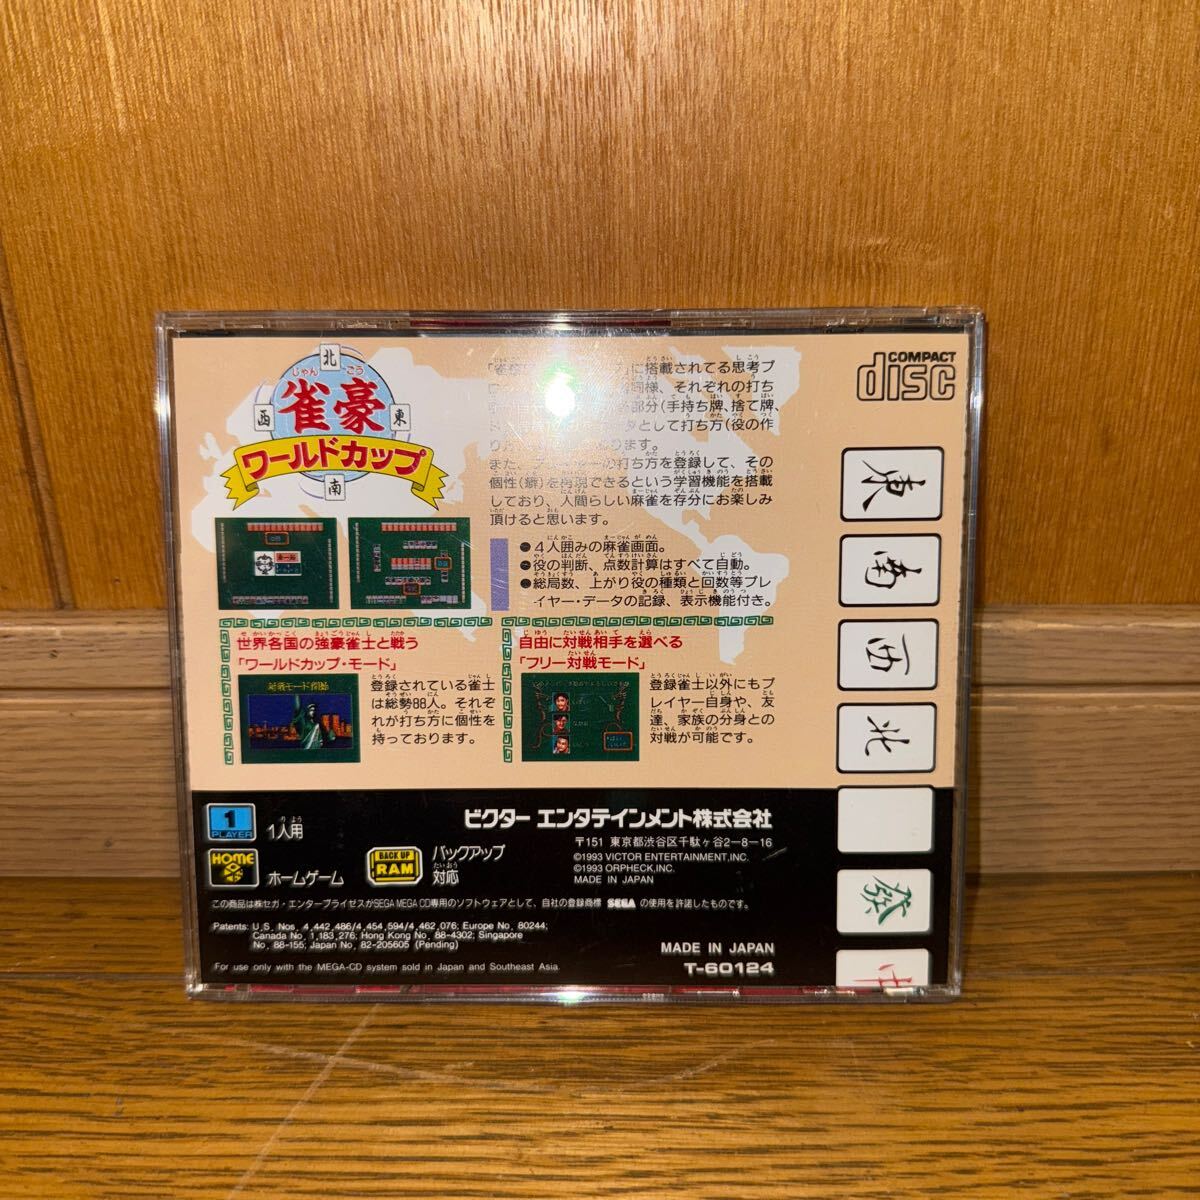 北
じゃん ごう
雀豪
西
東
ワールドカップ
南
に搭載されてる思考プ
同様、それぞれの打ち
部分(手持ち牌、捨て牌、
タとして打ち方(役の作
ります。
また、プレイヤーの打ち方を登録して、その
個性(癖)を再現できるという学習機能を搭載
しており、人間らしい麻雀を存分にお楽しみ
頂けると思います。
●4人囲みの麻雀画面。
●役の判断、点数計算はすべて自動。
●総局数、上がり役の種類と回数等プレ
イヤー・データの記録、表示機能付き。
世界各国の強豪雀士と戦う
「ワールドカップ・モード」
対戦モード開始
登録されている雀士
は総勢88人。それぞ
れが打ち方に個性を
持っております。
自由に対戦相手を選べる
「フリー対戦モード」
登録雀士以外にもプ
レイヤー自身や、友
達、家族の分身との
対戦が可能です。
COMPACT
disc
東
南
西
北
發
中
1
PLAYER
1人用
HOME
ホームゲーム
BACK UP
RAM
バックアップ
対応
ビクター エンタテインメント株式会社
〒151 東京都渋谷区千駄ヶ谷2-8-16
©1993 VICTOR ENTERTAINMENT,INC.
©1993 ORPHECK,INC.
MADE IN JAPAN
この商品は㈱セガ・エンタープライゼスがSEGA MEGA CD専用のソフトウェアとして、自社の登録商標 SEGA の使用を許諾したものです。
Patents: U.S. Nos. 4,442,486/4,454,594/4,462,076; Europe No. 80244;
Canada No. 1,183,276; Hong Kong No. 88-4302; Singapore
No. 88-155; Japan No. 82-205605 (Pending)
MADE IN JAPAN
For use only with the MEGA-CD system sold in Japan and Southeast Asia.
T-60124